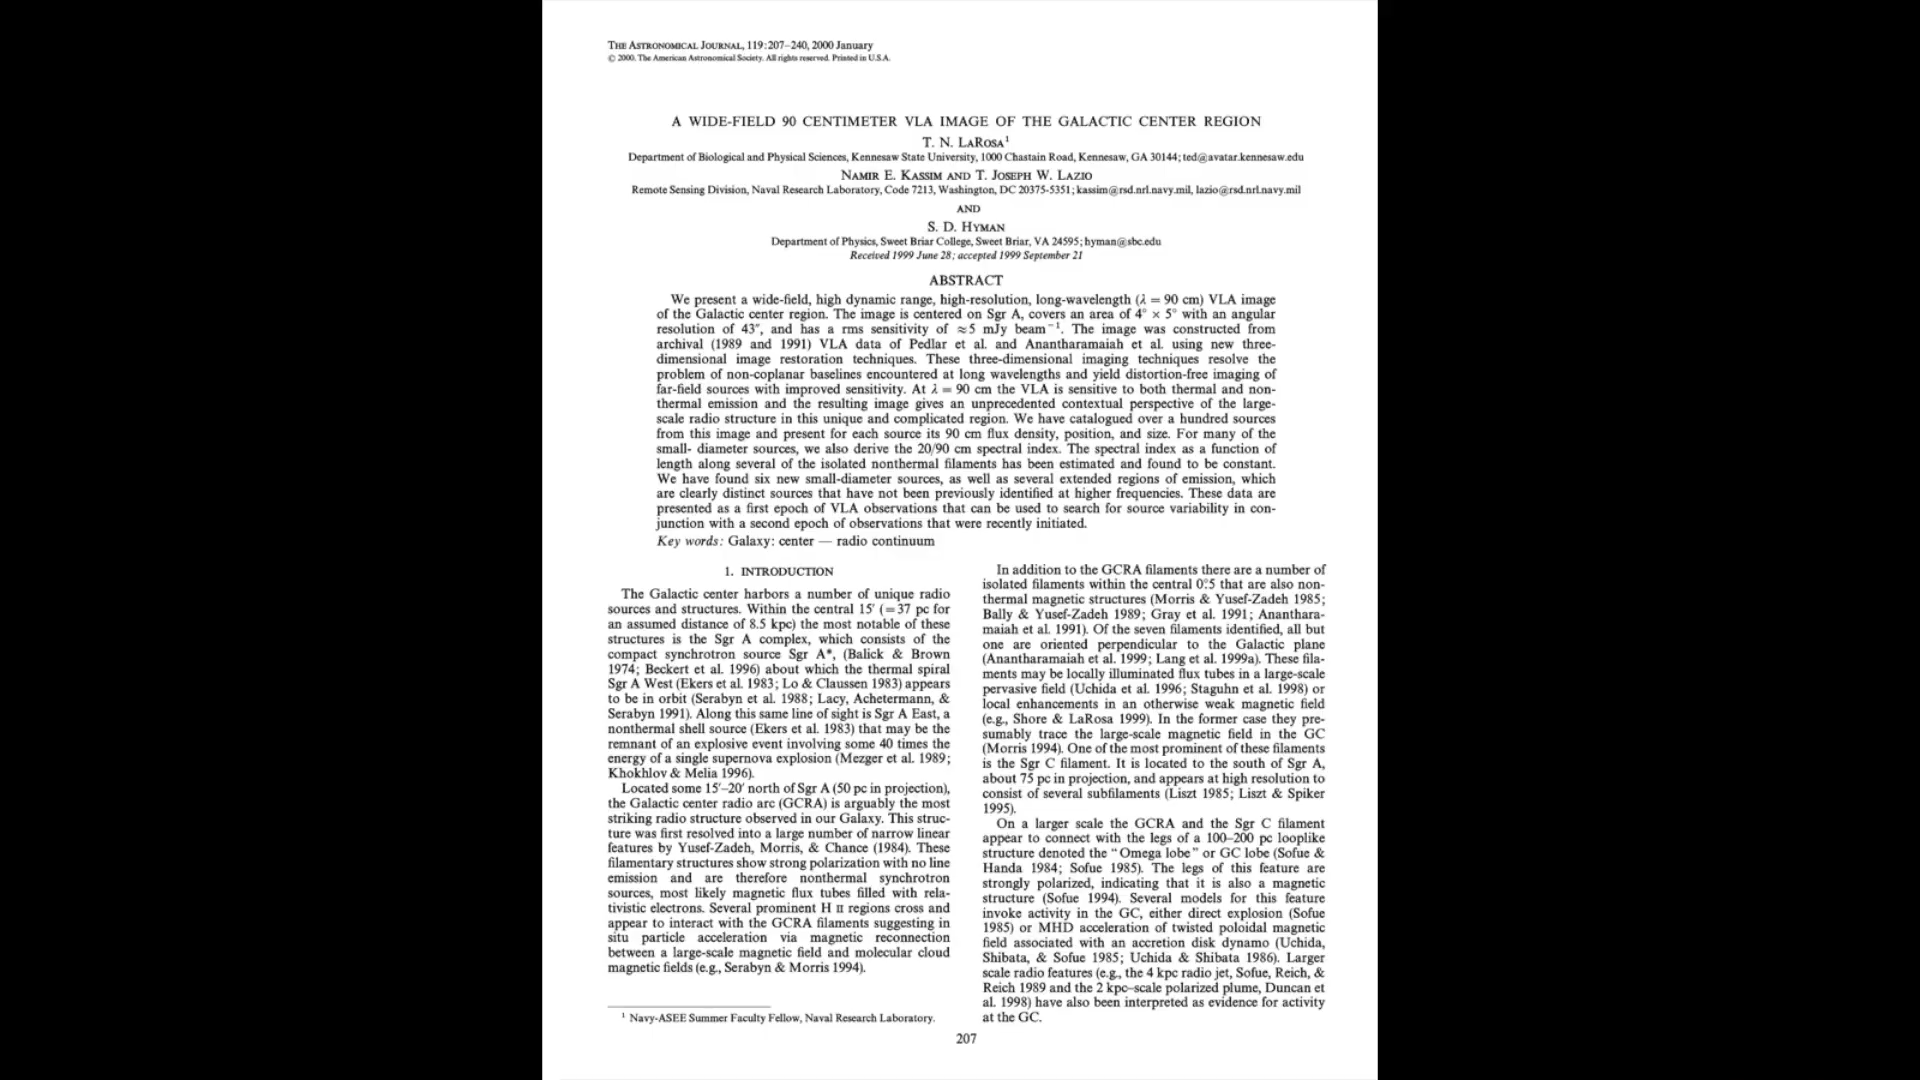 THE ASTRONOMICAL JOURNAL, 119:207–240, 2000 January
© 2000. The American Astronomical Society. All rights reserved. Printed in U.S.A.
A WIDE-FIELD 90 CENTIMETER VLA IMAGE OF THE GALACTIC CENTER REGION
T. N. LAROSA¹
Department of Biological and Physical Sciences, Kennesaw State University, 1000 Chastain Road, Kennesaw, GA 30144; ted@avatar.kennesaw.edu
NAMIR E. KASSIM AND T. JOSEPH W. LAZIO
Remote Sensing Division, Naval Research Laboratory, Code 7213, Washington, DC 20375-5351; kassim@rsd.nrl.navy.mil, lazio@rsd.nrl.navy.mil
AND
S. D. HYMAN
Department of Physics, Sweet Briar College, Sweet Briar, VA 24595; hyman@sbc.edu
Received 1999 June 28; accepted 1999 September 21
ABSTRACT
We present a wide-field, high dynamic range, high-resolution, long-wavelength (λ = 90 cm) VLA image
of the Galactic center region. The image is centered on Sgr A, covers an area of 4° × 5° with an angular
resolution of 43″, and has a rms sensitivity of ≈5 mJy beam⁻¹. The image was constructed from
archival (1989 and 1991) VLA data of Pedlar et al. and Anantharamaiah et al. using new three-
dimensional image restoration techniques. These three-dimensional imaging techniques resolve the
problem of non-coplanar baselines encountered at long wavelengths and yield distortion-free imaging of
far-field sources with improved sensitivity. At λ = 90 cm the VLA is sensitive to both thermal and non-
thermal emission and the resulting image gives an unprecedented contextual perspective of the large-
scale radio structure in this unique and complicated region. We have catalogued over a hundred sources
from this image and present for each source its 90 cm flux density, position, and size. For many of the
small- diameter sources, we also derive the 20/90 cm spectral index. The spectral index as a function of
length along several of the isolated nonthermal filaments has been estimated and found to be constant.
We have found six new small-diameter sources, as well as several extended regions of emission, which
are clearly distinct sources that have not been previously identified at higher frequencies. These data are
presented as a first epoch of VLA observations that can be used to search for source variability in con-
junction with a second epoch of observations that were recently initiated.
Key words: Galaxy: center — radio continuum
1. INTRODUCTION
The Galactic center harbors a number of unique radio
sources and structures. Within the central 15′ (=37 pc for
an assumed distance of 8.5 kpc) the most notable of these
structures is the Sgr A complex, which consists of the
compact synchrotron source Sgr A*, (Balick & Brown
1974; Beckert et al. 1996) about which the thermal spiral
Sgr A West (Ekers et al. 1983; Lo & Claussen 1983) appears
to be in orbit (Serabyn et al. 1988; Lacy, Achetermann, &
Serabyn 1991). Along this same line of sight is Sgr A East, a
nonthermal shell source (Ekers et al. 1983) that may be the
remnant of an explosive event involving some 40 times the
energy of a single supernova explosion (Mezger et al. 1989;
Khokhlov & Melia 1996).
Located some 15′–20′ north of Sgr A (50 pc in projection),
the Galactic center radio arc (GCRA) is arguably the most
striking radio structure observed in our Galaxy. This struc-
ture was first resolved into a large number of narrow linear
features by Yusef-Zadeh, Morris, & Chance (1984). These
filamentary structures show strong polarization with no line
emission and are therefore nonthermal synchrotron
sources, most likely magnetic flux tubes filled with rela-
tivistic electrons. Several prominent H II regions cross and
appear to interact with the GCRA filaments suggesting in
situ particle acceleration via magnetic reconnection
between a large-scale magnetic field and molecular cloud
magnetic fields (e.g., Serabyn & Morris 1994).
¹ Navy-ASEE Summer Faculty Fellow, Naval Research Laboratory.
In addition to the GCRA filaments there are a number of
isolated filaments within the central 0°.5 that are also non-
thermal magnetic structures (Morris & Yusef-Zadeh 1985;
Bally & Yusef-Zadeh 1989; Gray et al. 1991; Ananthara-
maiah et al. 1991). Of the seven filaments identified, all but
one are oriented perpendicular to the Galactic plane
(Anantharamaiah et al. 1999; Lang et al. 1999a). These fila-
ments may be locally illuminated flux tubes in a large-scale
pervasive field (Uchida et al. 1996; Staguhn et al. 1998) or
local enhancements in an otherwise weak magnetic field
(e.g., Shore & LaRosa 1999). In the former case they pre-
sumably trace the large-scale magnetic field in the GC
(Morris 1994). One of the most prominent of these filaments
is the Sgr C filament. It is located to the south of Sgr A,
about 75 pc in projection, and appears at high resolution to
consist of several subfilaments (Liszt 1985; Liszt & Spiker
1995).
On a larger scale the GCRA and the Sgr C filament
appear to connect with the legs of a 100–200 pc looplike
structure denoted the “Omega lobe” or GC lobe (Sofue &
Handa 1984; Sofue 1985). The legs of this feature are
strongly polarized, indicating that it is also a magnetic
structure (Sofue 1994). Several models for this feature
invoke activity in the GC, either direct explosion (Sofue
1985) or MHD acceleration of twisted poloidal magnetic
field associated with an accretion disk dynamo (Uchida,
Shibata, & Sofue 1985; Uchida & Shibata 1986). Larger
scale radio features (e.g., the 4 kpc radio jet, Sofue, Reich, &
Reich 1989 and the 2 kpc–scale polarized plume, Duncan et
al. 1998) have also been interpreted as evidence for activity
at the GC.
207